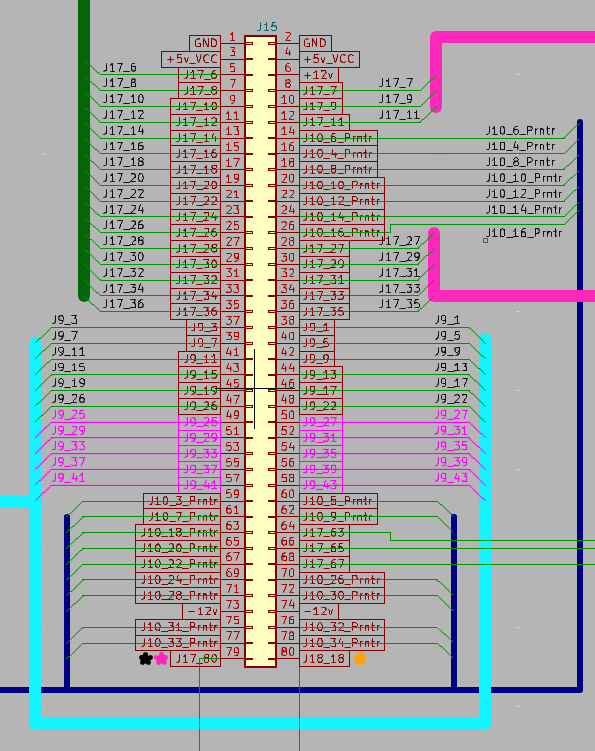 J15
GND 1 2 GND
+5v_VCC 3 4 +5v_VCC
J17_6 J17_6 5 6 +12v
J17_8 J17_8 7 8 J17_7 J17_7
J17_10 J17_10 9 10 J17_9 J17_9
J17_12 J17_12 11 12 J17_11 J17_11
J17_14 J17_14 13 14 J10_6_Prntr J10_6_Prntr
J17_16 J17_16 15 16 J10_4_Prntr J10_4_Prntr
J17_18 J17_18 17 18 J10_8_Prntr J10_8_Prntr
J17_20 J17_20 19 20 J10_10_Prntr J10_10_Prntr
J17_22 J17_22 21 22 J10_12_Prntr J10_12_Prntr
J17_24 J17_24 23 24 J10_14_Prntr J10_14_Prntr
J17_26 J17_26 25 26 J10_16_Prntr J10_16_Prntr
J17_28 J17_28 27 28 J17_27 J17_27
J17_30 J17_30 29 30 J17_29 J17_29
J17_32 J17_32 31 32 J17_31 J17_31
J17_34 J17_34 33 34 J17_33 J17_33
J17_36 J17_36 35 36 J17_35 J17_35
J9_3 J9_3 37 38 J9_1 J9_1
J9_7 J9_7 39 40 J9_5 J9_5
J9_11 J9_11 41 42 J9_9 J9_9
J9_15 J9_15 43 44 J9_13 J9_13
J9_19 J9_19 45 46 J9_17 J9_17
J9_26 J9_26 47 48 J9_22 J9_22
J9_25 J9_25 49 50 J9_27 J9_27
J9_29 J9_29 51 52 J9_31 J9_31
J9_33 J9_33 53 54 J9_35 J9_35
J9_37 J9_37 55 56 J9_39 J9_39
J9_41 J9_41 57 58 J9_43 J9_43
J10_3_Prntr 59 60 J10_5_Prntr
J10_7_Prntr 61 62 J10_9_Prntr
J10_18_Prntr 63 64 J17_63
J10_20_Prntr 65 66 J17_65
J10_22_Prntr 67 68 J17_67
J10_24_Prntr 69 70 J10_26_Prntr
J10_28_Prntr 71 72 J10_30_Prntr
-12v 73 74 -12v
J10_31_Prntr 75 76 J10_32_Prntr
J10_33_Prntr 77 78 J10_34_Prntr
J17_80 79 80 J18_18